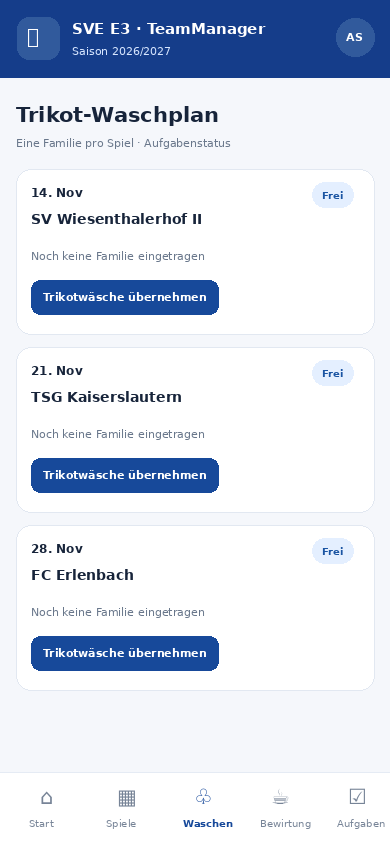 SVE E3 · TeamManager
Saison 2026/2027
AS
Trikot-Waschplan
Eine Familie pro Spiel · Aufgabenstatus
14. Nov
Frei
SV Wiesenthalerhof II
Noch keine Familie eingetragen
Trikotwäsche übernehmen
21. Nov
Frei
TSG Kaiserslautern
Noch keine Familie eingetragen
Trikotwäsche übernehmen
28. Nov
Frei
FC Erlenbach
Noch keine Familie eingetragen
Trikotwäsche übernehmen
Start
Spiele
Waschen
Bewirtung
Aufgaben